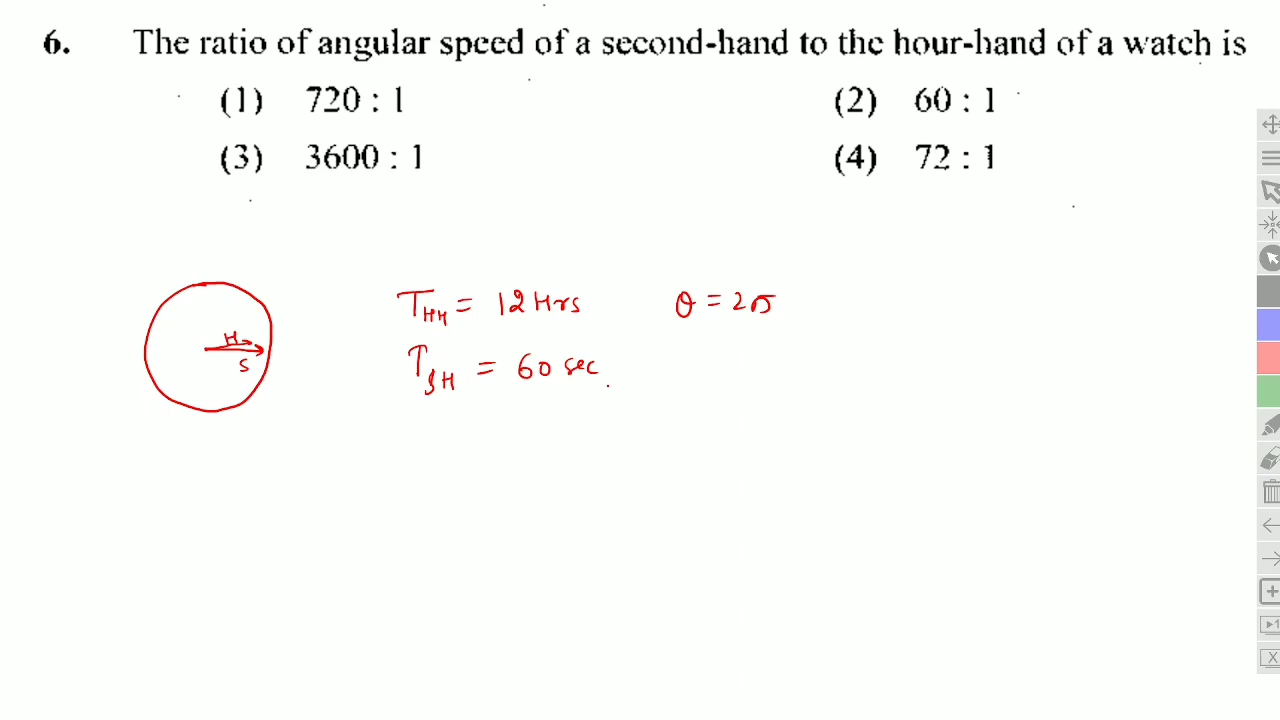 6. The ratio of angular speed of a second-hand to the hour-hand of a watch is
(1) 720 : 1 (2) 60 : 1
(3) 3600 : 1 (4) 72 : 1
T_HH = 12 Hrs θ = 2π
H
S
T_SH = 60 sec.